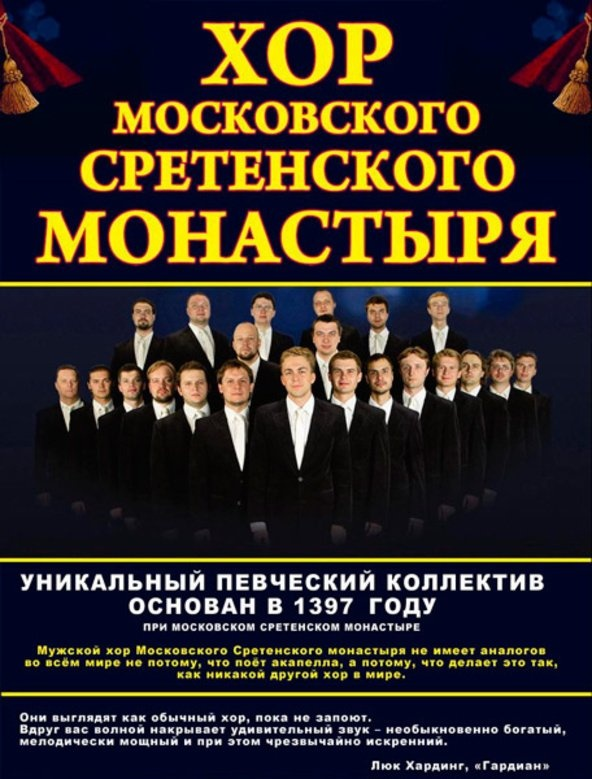 ХОР
МОСКОВСКОГО
СРЕТЕНСКОГО
МОНАСТЫРЯ
УНИКАЛЬНЫЙ ПЕВЧЕСКИЙ КОЛЛЕКТИВ
ОСНОВАН В 1397 ГОДУ
ПРИ МОСКОВСКОМ СРЕТЕНСКОМ МОНАСТЫРЕ
Мужской хор Московского Сретенского монастыря не имеет аналогов
во всём мире не потому, что поёт акапелла, а потому, что делает это так,
как никакой другой хор в мире.
Они выглядят как обычный хор, пока не запоют.
Вдруг вас волной накрывает удивительный звук – необыкновенно богатый,
мелодически мощный и при этом чрезвычайно искренний.
Люк Хардинг, «Гардиан»